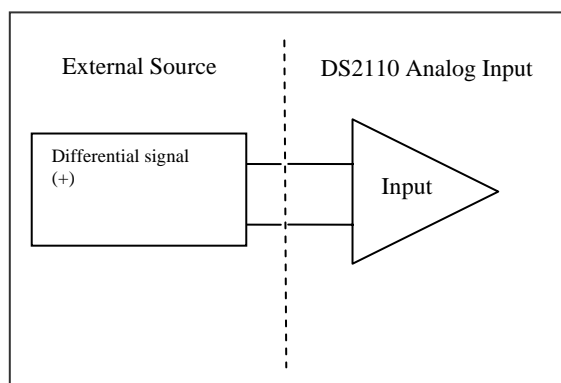 External Source
DS2110 Analog Input
Differential signal
(+)
Input